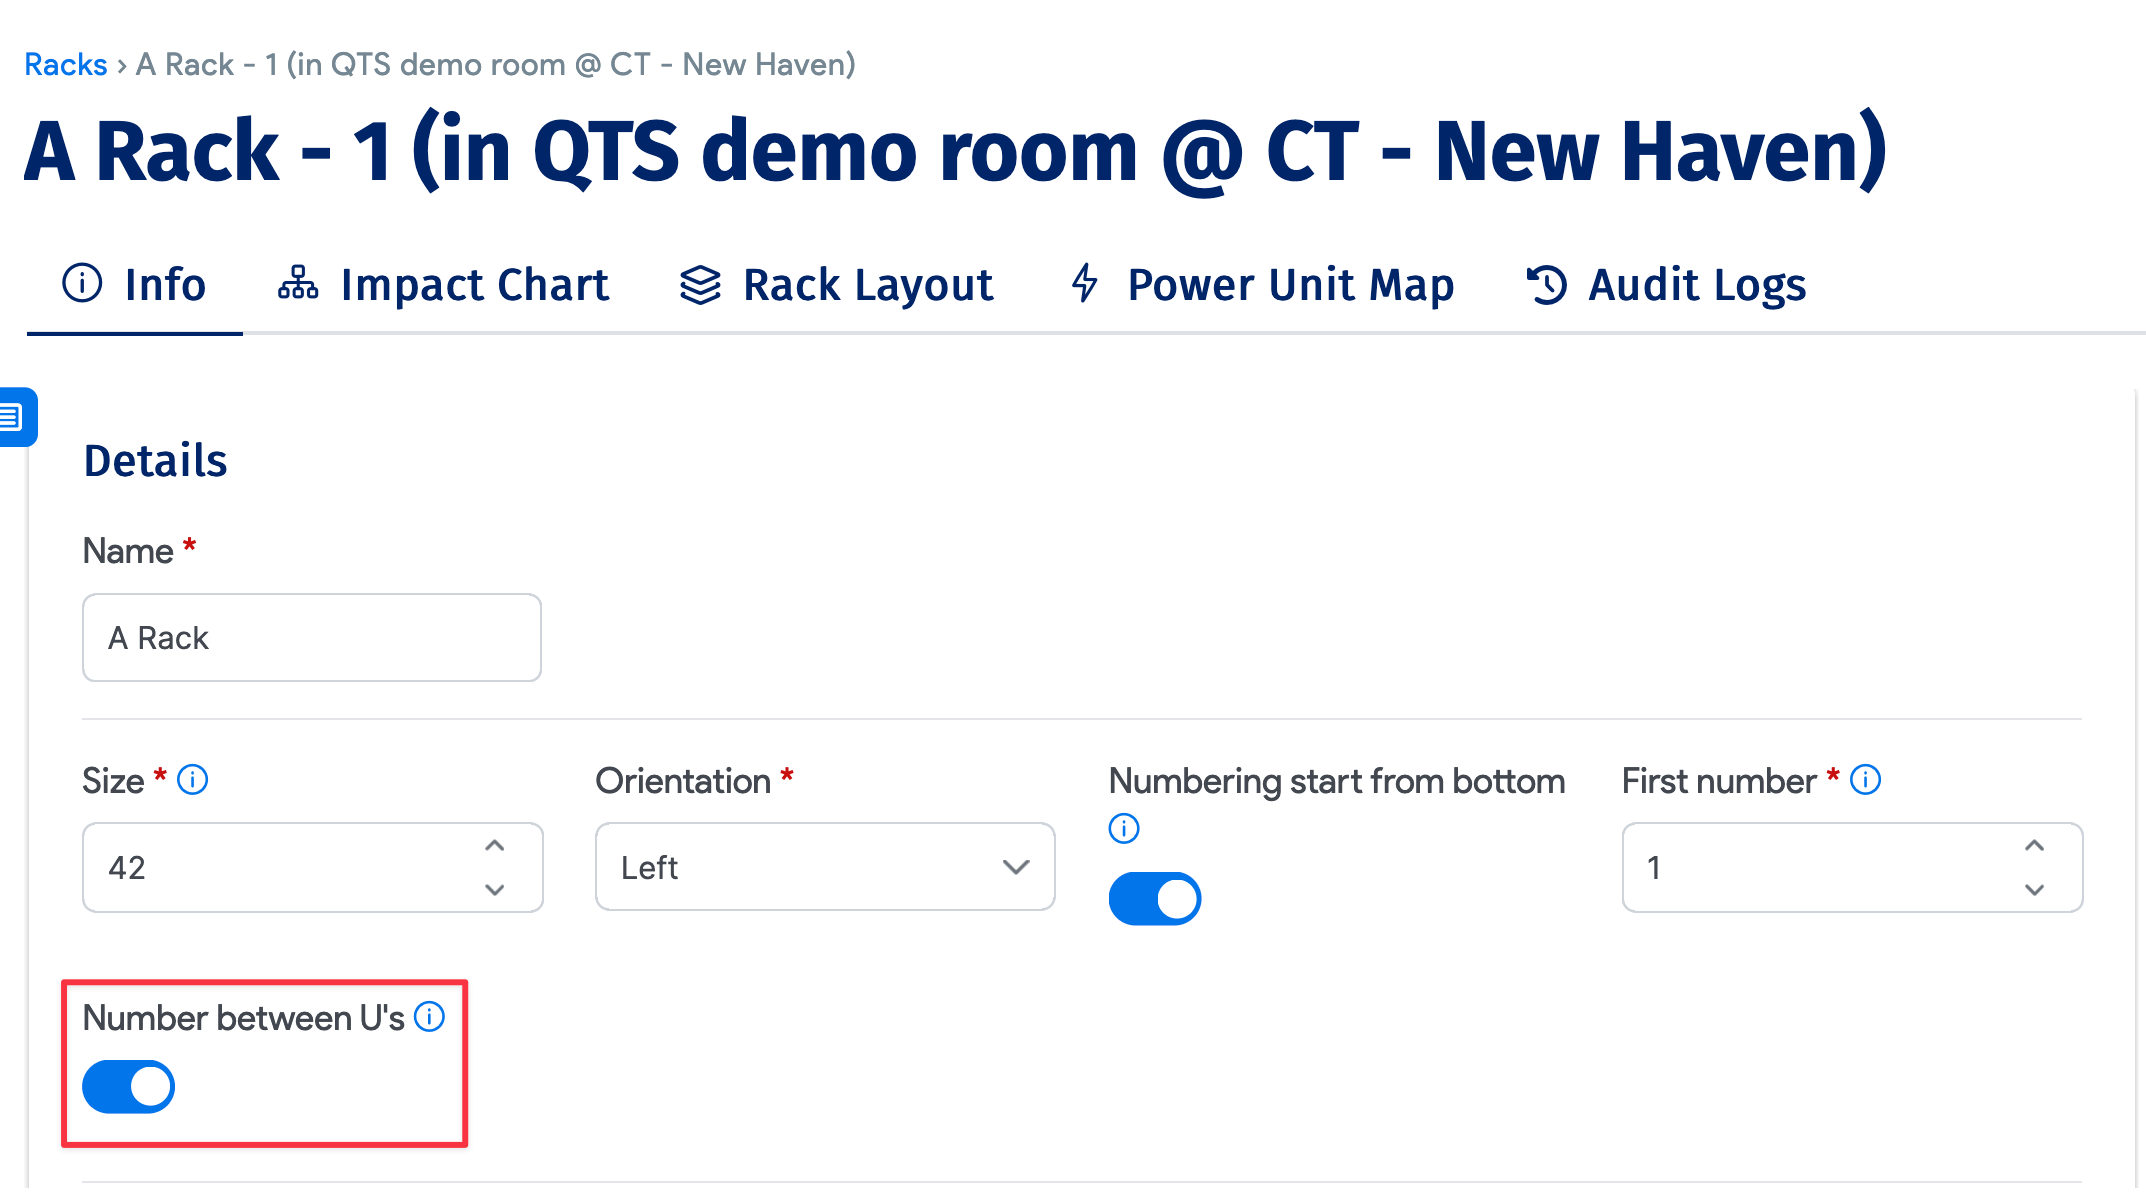 Racks › A Rack - 1 (in QTS demo room @ CT - New Haven)
A Rack - 1 (in QTS demo room @ CT - New Haven)
Info Impact Chart Rack Layout Power Unit Map Audit Logs
Details
Name *
A Rack
Size * Orientation * Numbering start from bottom First number *
42 Left 1
Number between U's